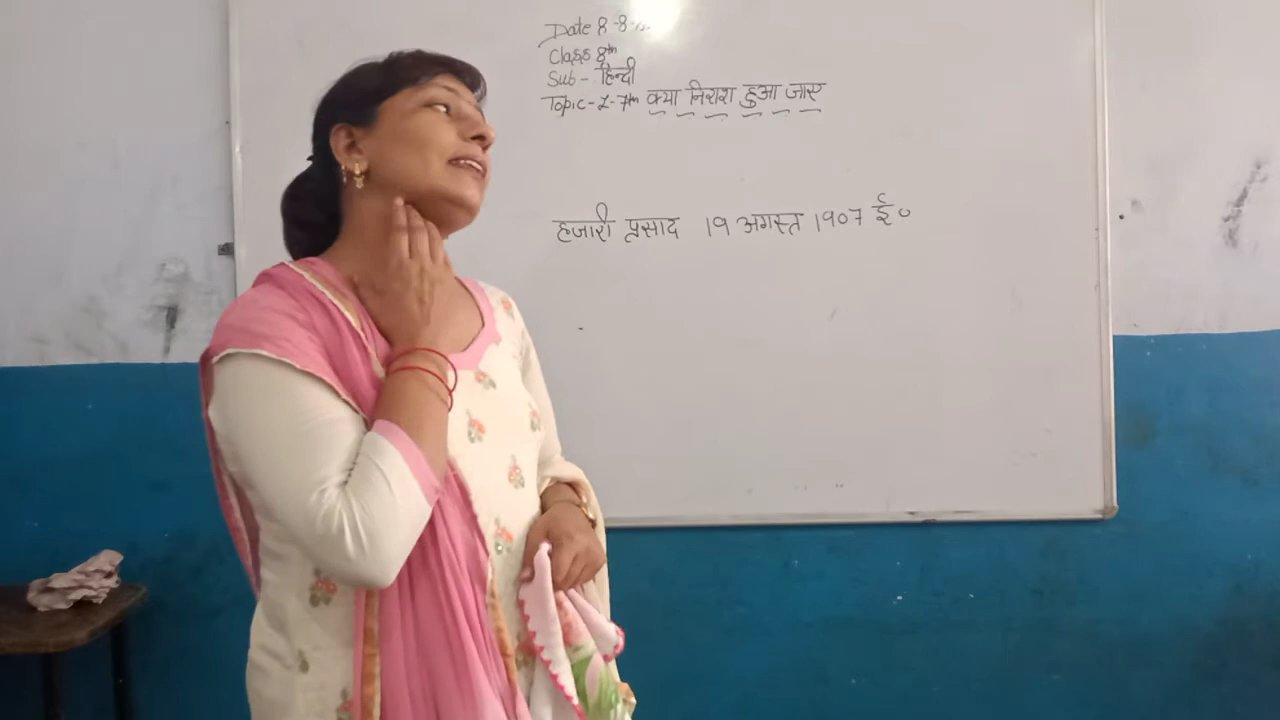 Date 8-8-
Class 8th
Sub- हिन्दी
Topic-L-7th क्या निराश हुआ जाए
हजारी प्रसाद 19 अगस्त 1907 ई०